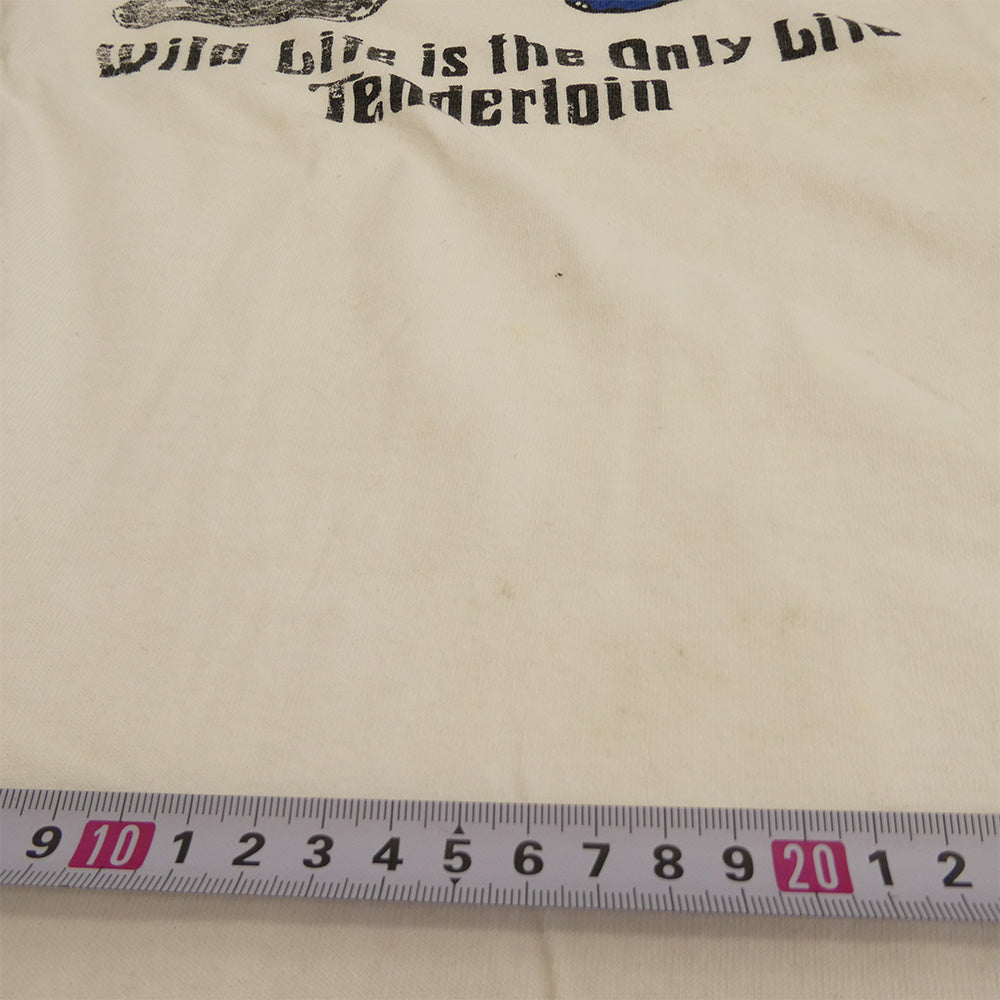 Wild Life is the Only Life
Tenderloin
9 10 1 2 3 4 5 6 7 8 9 20 1 2